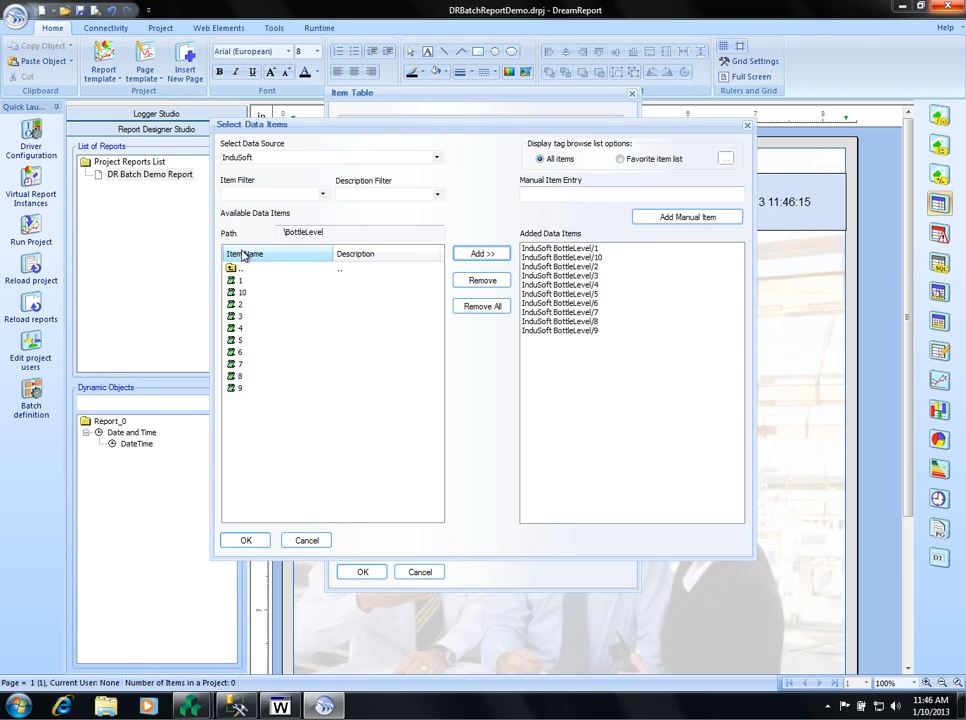 DRBatchReportDemo.drpj - DreamReport
Home
Connectivity
Project
Web Elements
Tools
Runtime
Help
Copy Object
Paste Object
Cut
Clipboard
Report template
Page template
Insert New Page
Project
Arial (European)
8
B I U A A A
Font
Grid Settings
Full Screen
Rulers and Grid
Quick Lau...
Driver Configuration
Virtual Report Instances
Run Project
Reload project
Reload reports
Edit project users
Batch definition
Logger Studio
Report Designer Studio
List of Reports
Project Reports List
DR Batch Demo Report
Dynamic Objects
Report_0
Date and Time
DateTime
Item Table
Select Data Items
Select Data Source
InduSoft
Item Filter
Description Filter
Available Data Items
Path
\BottleLevel
Item Name
Description
..
..
1
10
2
3
4
5
6
7
8
9
Add >>
Remove
Remove All
Display tag browse list options:
All items
Favorite item list
...
Manual Item Entry
Add Manual Item
Added Data Items
InduSoft BottleLevel/1
InduSoft BottleLevel/10
InduSoft BottleLevel/2
InduSoft BottleLevel/3
InduSoft BottleLevel/4
InduSoft BottleLevel/5
InduSoft BottleLevel/6
InduSoft BottleLevel/7
InduSoft BottleLevel/8
InduSoft BottleLevel/9
OK
Cancel
OK
Cancel
3 11:46:15
Page = 1 (1), Current User: None
Number of Items in a Project: 0
1
100%
11:46 AM
1/10/2013